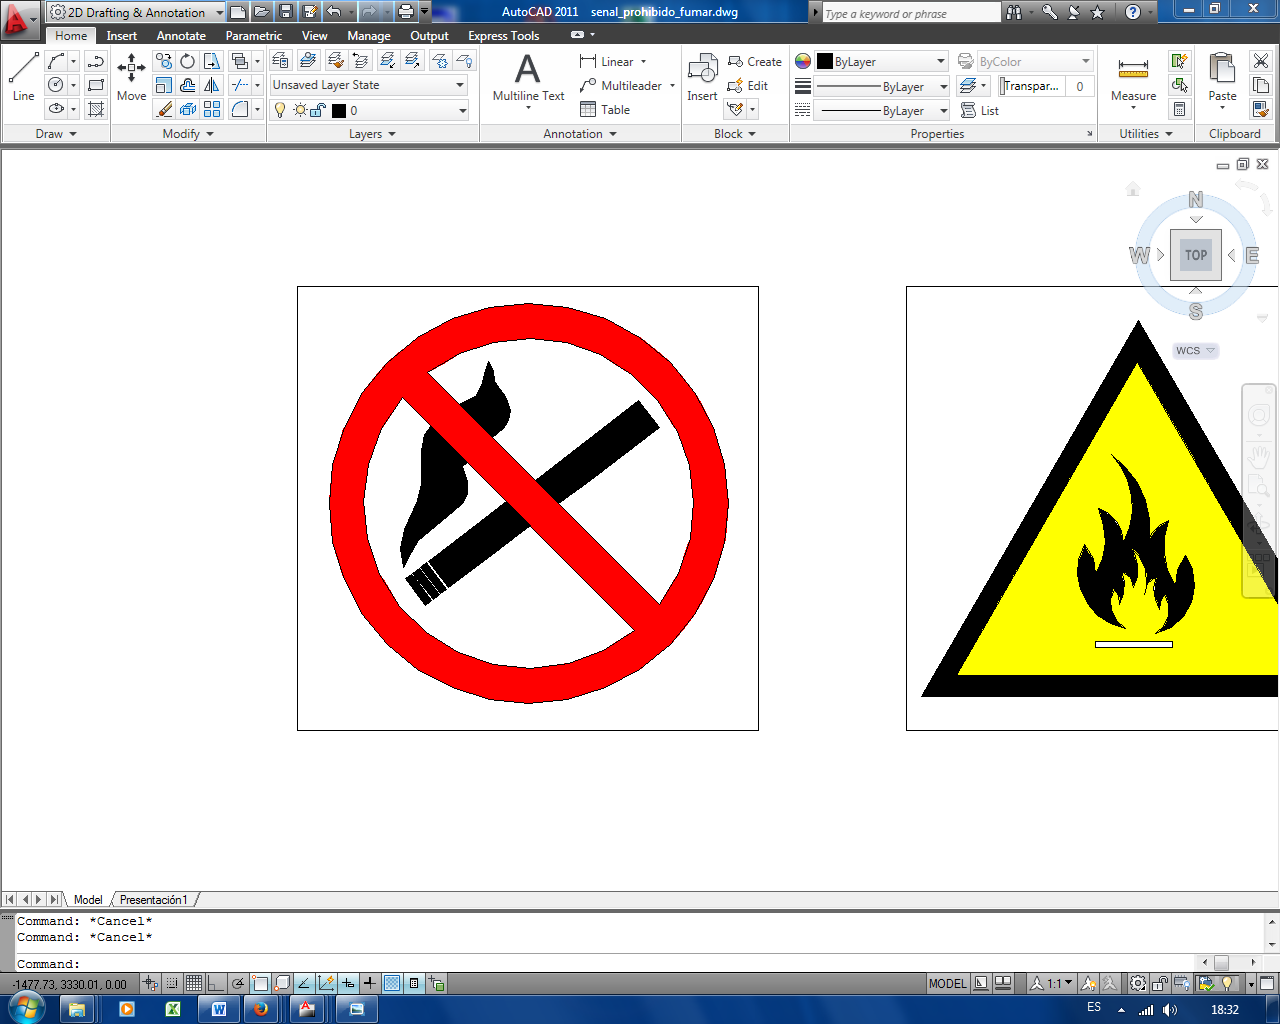 2D Drafting & Annotation
AutoCAD 2011 senal_prohibido_fumar.dwg
Type a keyword or phrase
Home Insert Annotate Parametric View Manage Output Express Tools
Line
Move
Unsaved Layer State
0
Multiline Text
Linear
Multileader
Table
Insert
Create
Edit
ByLayer
ByLayer
ByLayer
ByColor
Transpar... 0
List
Measure
Paste
Draw Modify Layers Annotation Block Properties Utilities Clipboard
N
W TOP E
S
WCS
Model Presentación1
Command: *Cancel*
Command: *Cancel*
Command:
-1477.73, 3330.01, 0.00
MODEL
1:1
ES
18:32